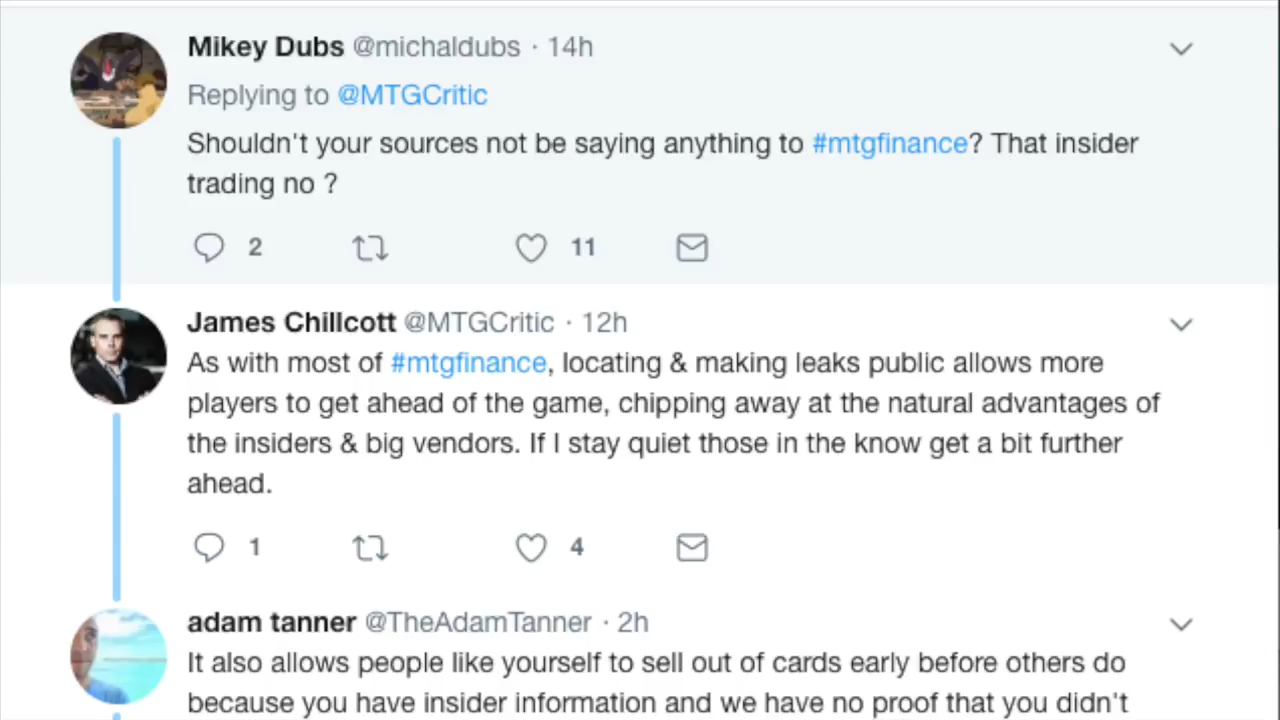 Mikey Dubs @michaldubs · 14h
Replying to @MTGCritic
Shouldn't your sources not be saying anything to #mtgfinance? That insider
trading no ?
2 11
James Chillcott @MTGCritic · 12h
As with most of #mtgfinance, locating & making leaks public allows more
players to get ahead of the game, chipping away at the natural advantages of
the insiders & big vendors. If I stay quiet those in the know get a bit further
ahead.
1 4
adam tanner @TheAdamTanner · 2h
It also allows people like yourself to sell out of cards early before others do
because you have insider information and we have no proof that you didn't